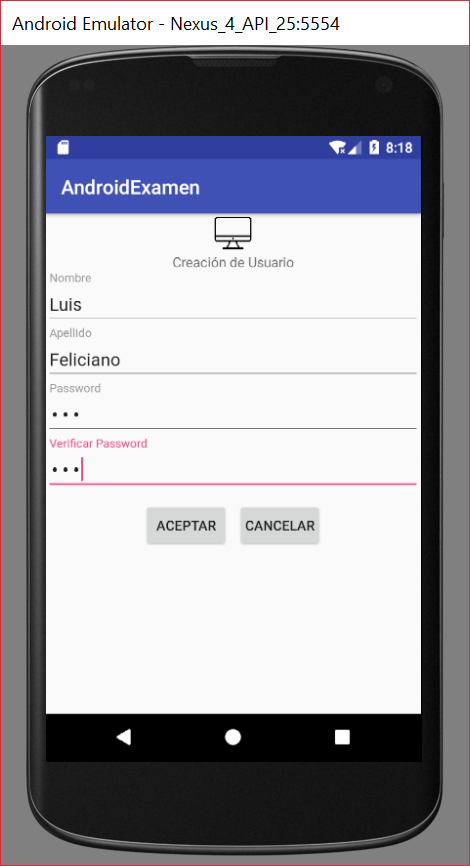 Android Emulator - Nexus_4_API_25:5554
8:18
AndroidExamen
Creación de Usuario
Nombre
Luis
Apellido
Feliciano
Password
•••
Verificar Password
•••
ACEPTAR CANCELAR